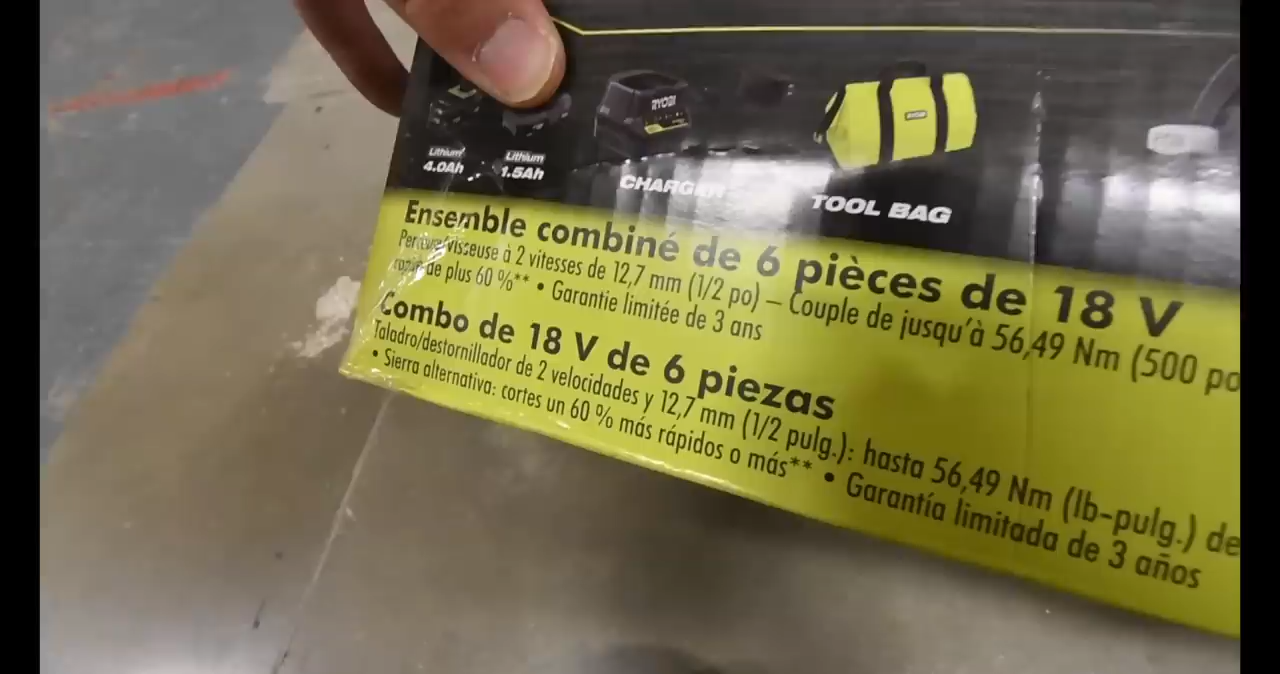 RYOBI
Lithium+
4.0Ah
Lithium
1.5Ah
CHARGER
TOOL BAG
Ensemble combiné de 6 pièces de 18 V
à 2 vitesses de 12,7 mm (1/2 po) – Couple de jusqu'à 56,49 Nm (500 po
de plus 60 %** • Garantie limitée de 3 ans
Combo de 18 V de 6 piezas
Taladro/destornillador de 2 velocidades y 12,7 mm (1/2 pulg.): hasta 56,49 Nm (lb-pulg.) de
• Sierra alternativa: cortes un 60 % más rápidos o más** • Garantía limitada de 3 años